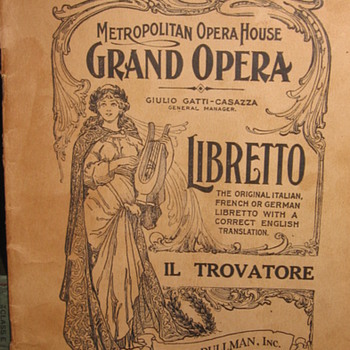 METROPOLITAN OPERA HOUSE
GRAND OPERA
GIULIO GATTI-CASAZZA
GENERAL MANAGER.
LIBRETTO
THE ORIGINAL ITALIAN,
FRENCH OR GERMAN
LIBRETTO WITH A
CORRECT ENGLISH
TRANSLATION.
IL TROVATORE
RULLMAN, INC.